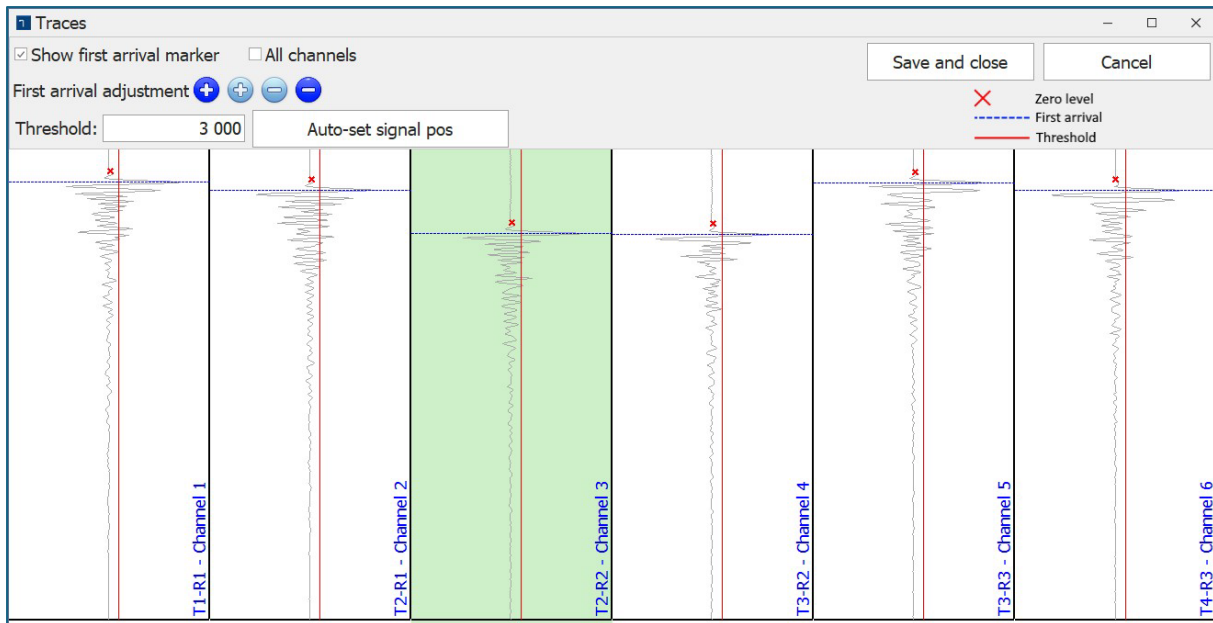 Traces
Show first arrival marker
All channels
Save and close
Cancel
First arrival adjustment
Zero level
First arrival
Threshold
Threshold:
3 000
Auto-set signal pos
T1-R1 - Channel 1
T2-R1 - Channel 2
T2-R2 - Channel 3
T3-R2 - Channel 4
T3-R3 - Channel 5
T4-R3 - Channel 6